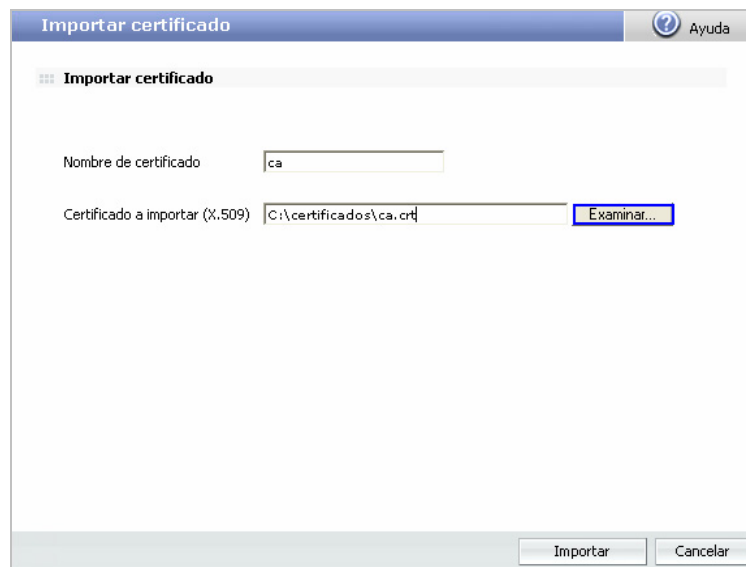 Importar certificado
Ayuda
Importar certificado
Nombre de certificado ca
Certificado a importar (X.509) C:\certificados\ca.crt Examinar...
Importar Cancelar